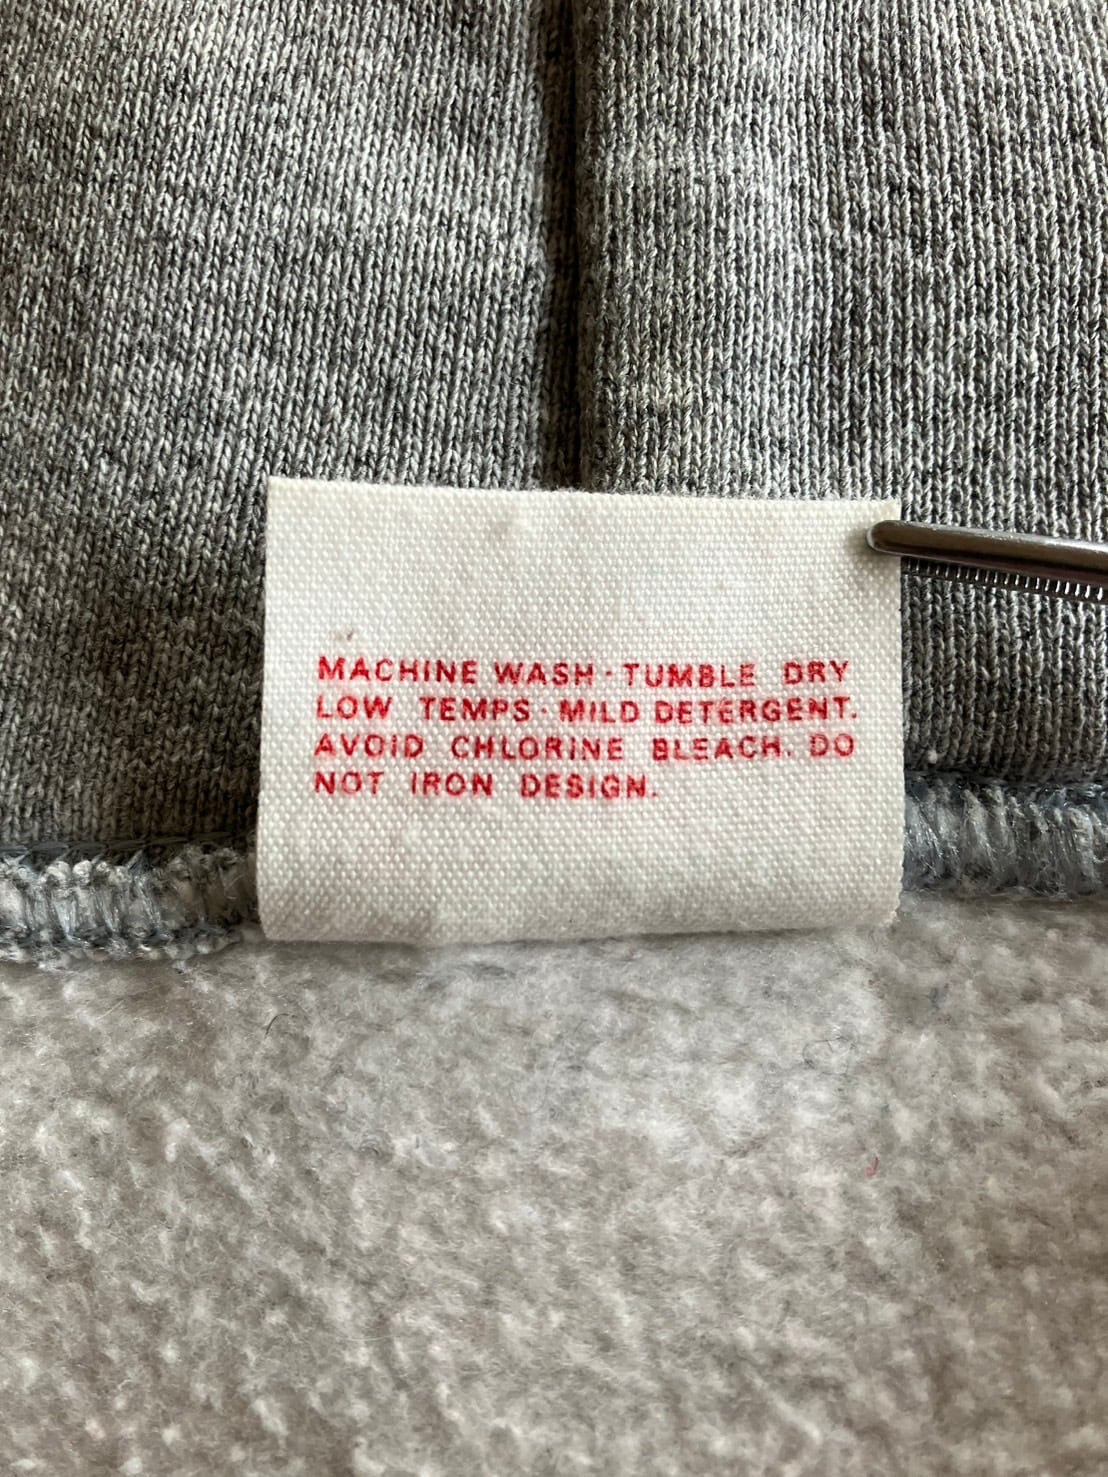 MACHINE WASH · TUMBLE DRY
LOW TEMPS · MILD DETERGENT.
AVOID CHLORINE BLEACH. DO
NOT IRON DESIGN.